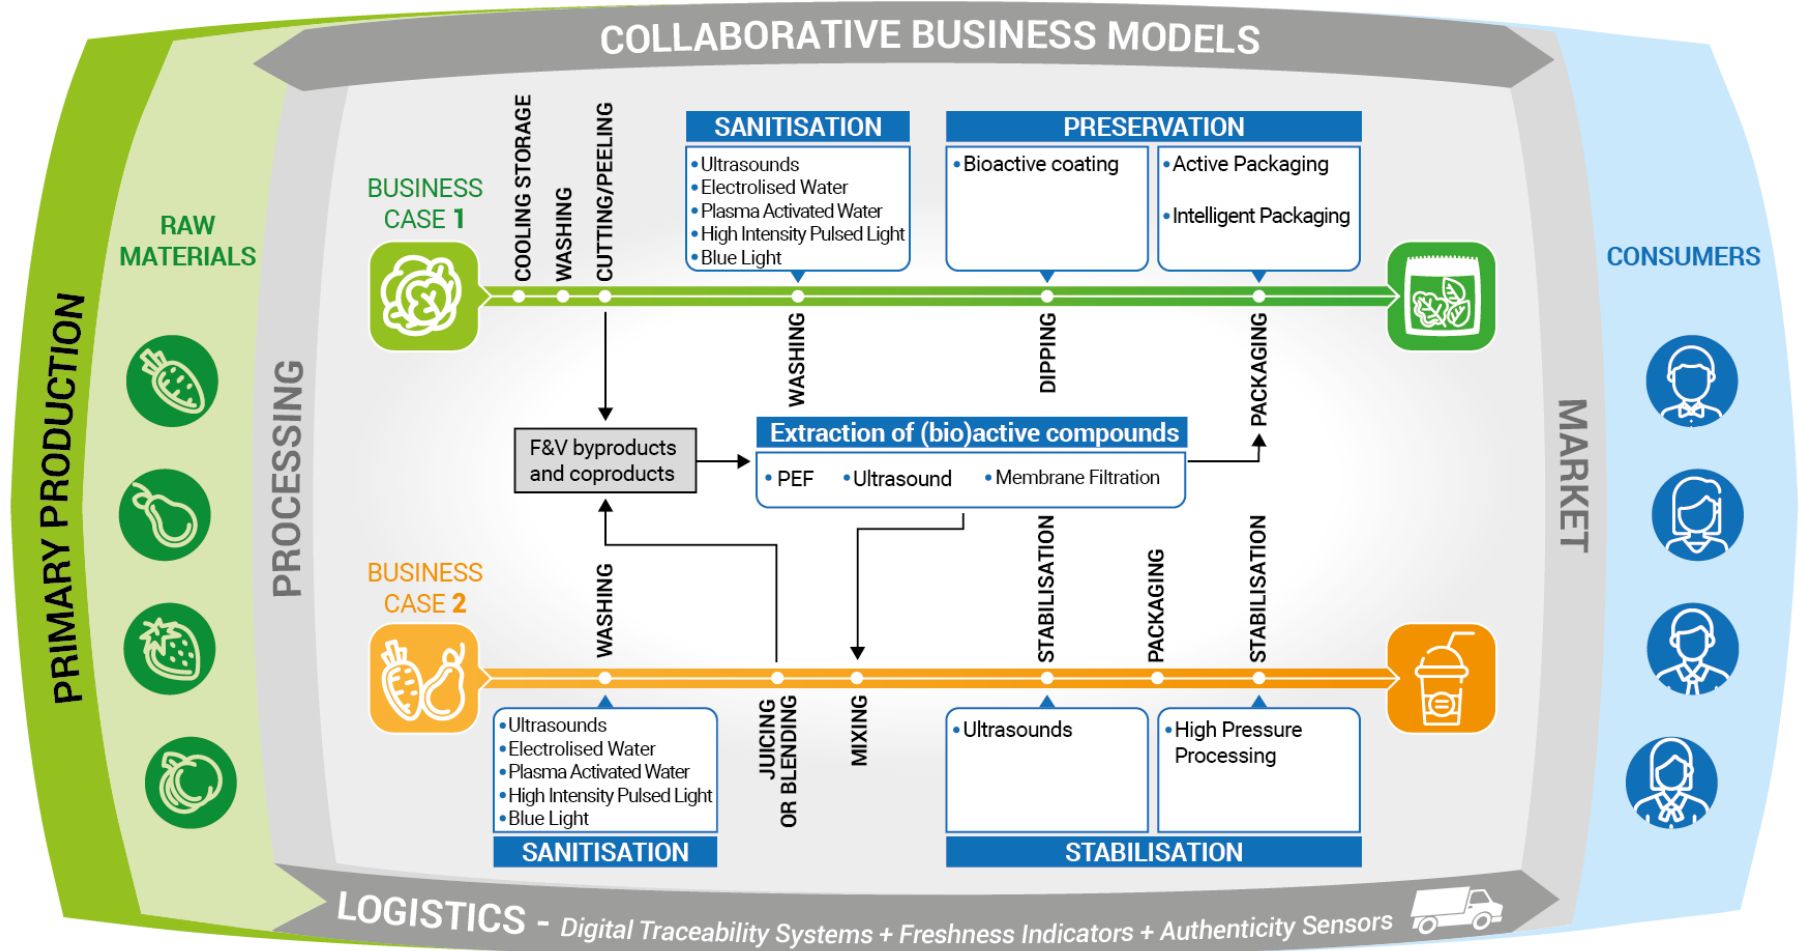 COLLABORATIVE BUSINESS MODELS
PRIMARY PRODUCTION
RAW
MATERIALS
PROCESSING
BUSINESS
CASE 1
COOLING STORAGE
WASHING
CUTTING/PEELING
SANITISATION
• Ultrasounds
• Electrolised Water
• Plasma Activated Water
• High Intensity Pulsed Light
• Blue Light
PRESERVATION
• Bioactive coating
• Active Packaging
• Intelligent Packaging
WASHING
DIPPING
PACKAGING
F&V byproducts
and coproducts
Extraction of (bio)active compounds
• PEF
• Ultrasound
• Membrane Filtration
BUSINESS
CASE 2
WASHING
STABILISATION
PACKAGING
STABILISATION
• Ultrasounds
• Electrolised Water
• Plasma Activated Water
• High Intensity Pulsed Light
• Blue Light
SANITISATION
JUICING
OR BLENDING
MIXING
• Ultrasounds
• High Pressure
Processing
STABILISATION
MARKET
CONSUMERS
LOGISTICS - Digital Traceability Systems + Freshness Indicators + Authenticity Sensors